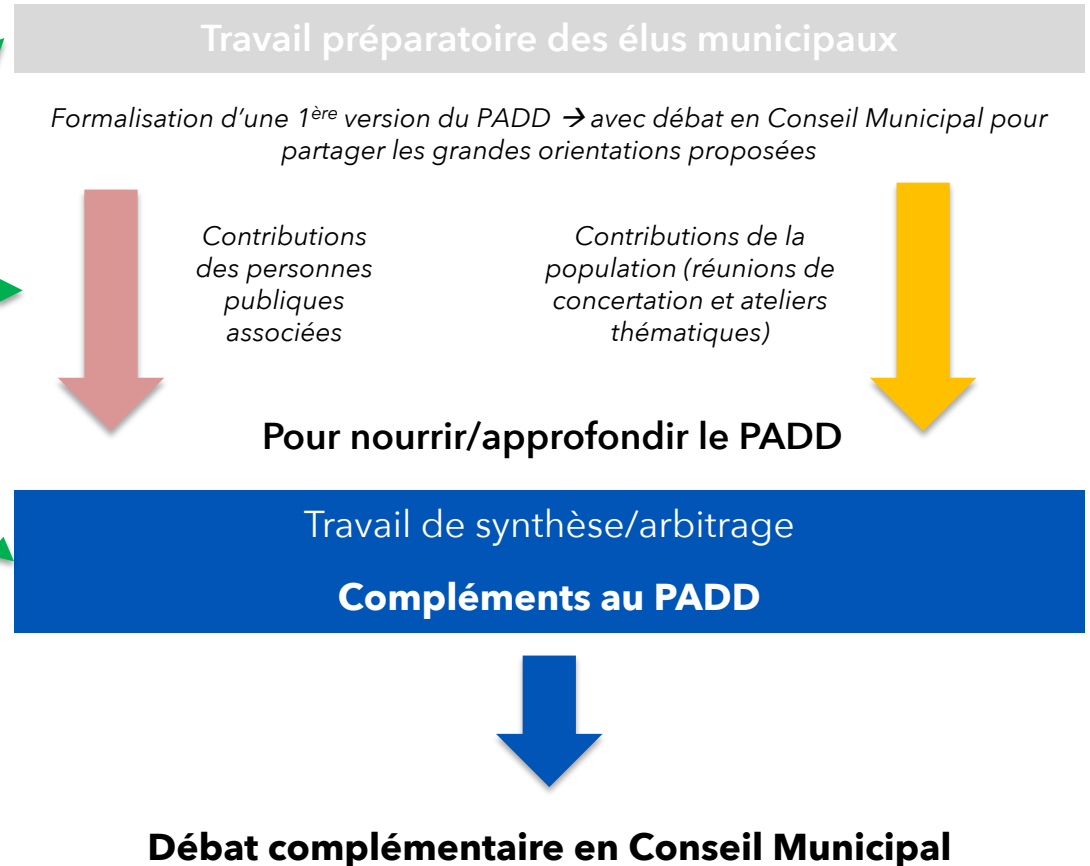 Travail préparatoire des élus municipaux
Formalisation d’une 1ère version du PADD → avec débat en Conseil Municipal pour
partager les grandes orientations proposées
Contributions
des personnes
publiques
associées
Contributions de la
population (réunions de
concertation et ateliers
thématiques)
Pour nourrir/approfondir le PADD
Travail de synthèse/arbitrage
Compléments au PADD
Débat complémentaire en Conseil Municipal